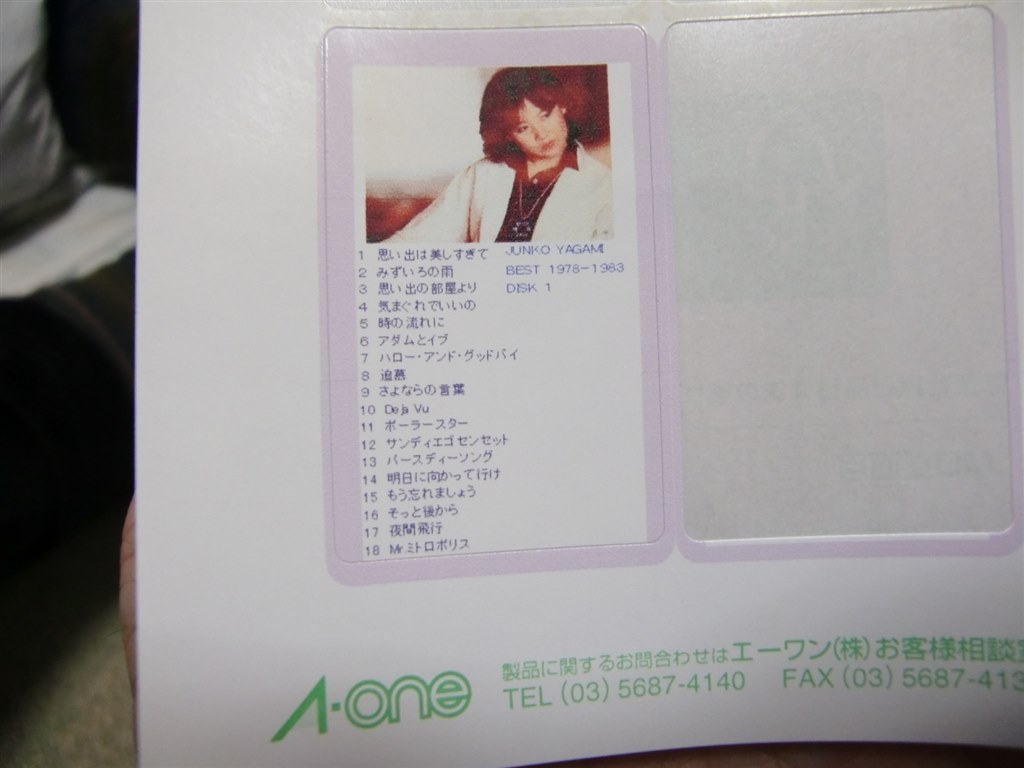 1 思い出は美しすぎて JUNKO YAGAMI
2 みずいろの雨 BEST 1978-1983
3 思い出の部屋より DISK 1
4 気まぐれでいいの
5 時の流れに
6 アダムとイブ
7 ハロー・アンド・グッドバイ
8 追慕
9 さよならの言葉
10 Deja Vu
11 ポーラースター
12 サンディエゴセンセット
13 バースディーソング
14 明日に向かって行け
15 もう忘れましょう
16 そっと後から
17 夜間飛行
18 Mr.ミトロポリス
A・one
製品に関するお問合わせはエーワン(株)お客様相談
TEL (03) 5687-4140 FAX (03) 5687-413